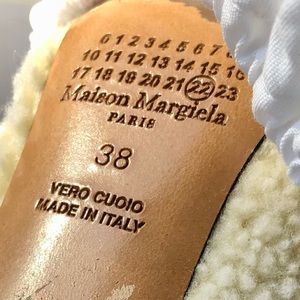 0 1 2 3 4 5 6 7 8
10 11 12 13 14 15 16
17 18 19 20 21 22 23
Maison Margiela
PARIS
38
VERO CUOIO
MADE IN ITALY